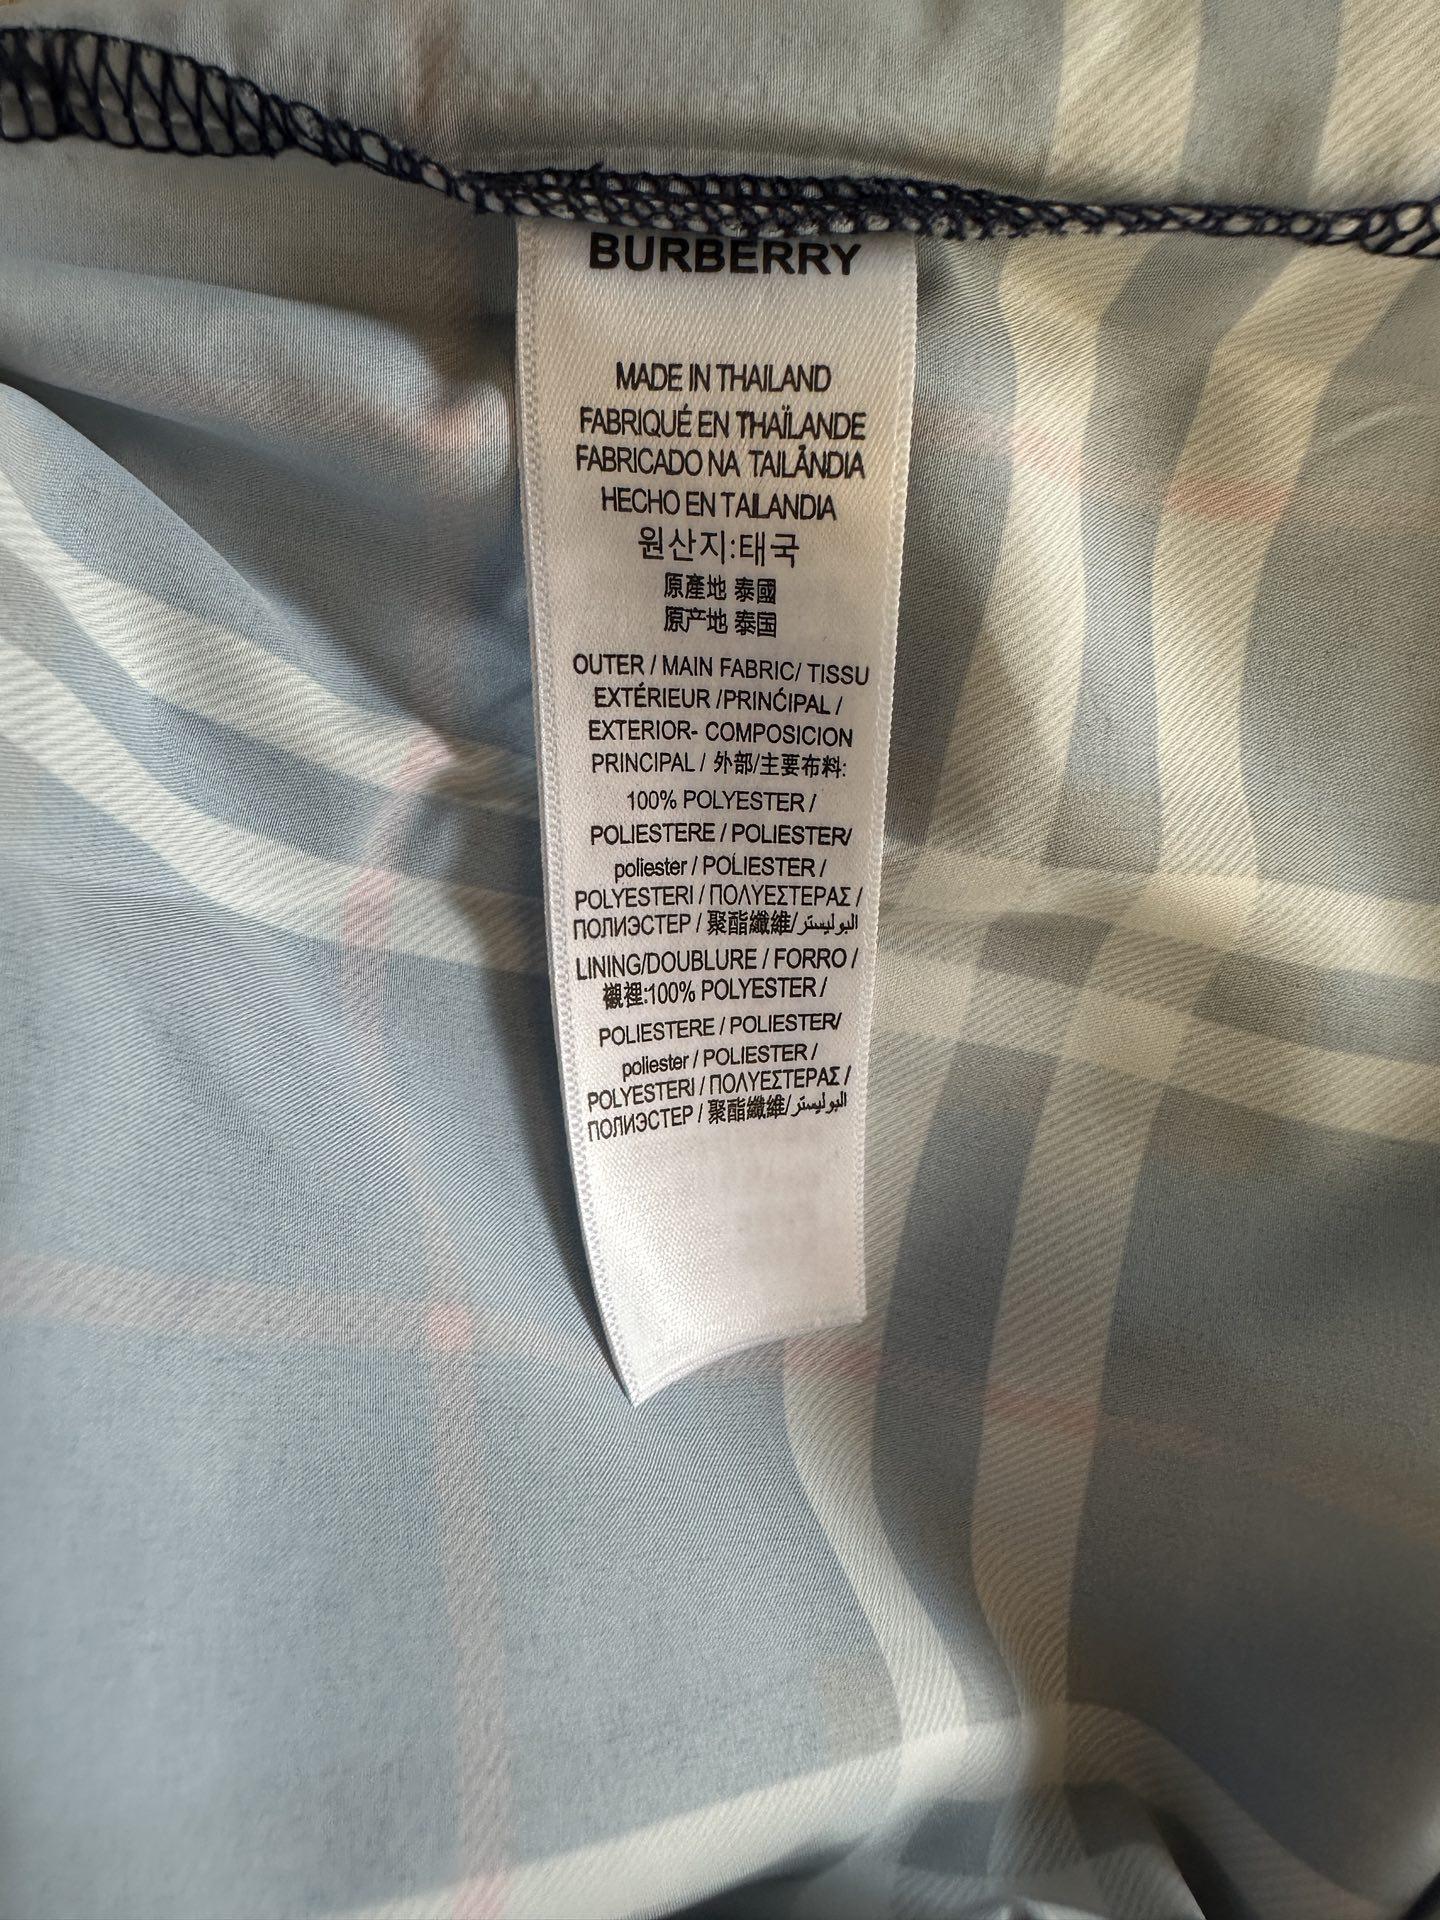 BURBERRY
MADE IN THAILAND
FABRIQUÉ EN THAÏLANDE
FABRICADO NA TAILÃNDIA
HECHO EN TAILANDIA
원산지:태국
原產地 泰國
原产地 泰国
OUTER / MAIN FABRIC/ TISSU
EXTÉRIEUR /PRINĆIPAL /
EXTERIOR- COMPOSICION
PRINCIPAL / 外部/主要布料:
100% POLYESTER /
POLIESTERE / POLIESTER/
poliester / POLIESTER /
POLYESTERI / ΠΟΛΥΕΣΤΕΡΑΣ /
ПОЛИЭСТЕР / 聚酯纖維/البوليستر
LINING/DOUBLURE / FORRO /
襯裡:100% POLYESTER /
POLIESTERE / POLIESTER/
poliester / POLIESTER /
POLYESTERI / ΠΟΛΥΕΣΤΕΡΑΣ /
ПОЛИЭСТЕР / 聚酯纖維/البوليستر